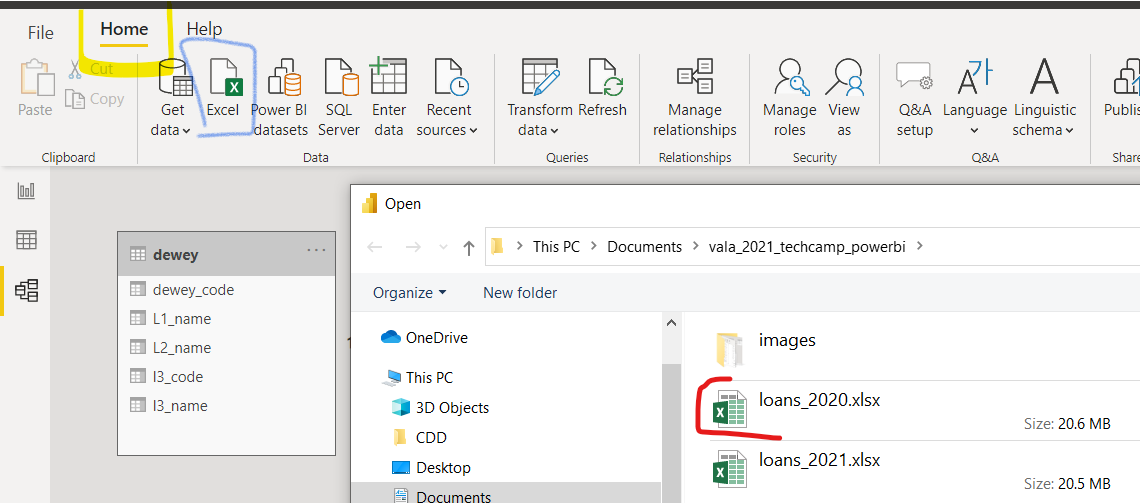 File Home Help
Cut
Paste Copy
Get data Excel Power BI datasets SQL Server Enter data Recent sources Transform data Refresh Manage relationships Manage roles View as Q&A setup Language Linguistic schema
Clipboard Data Queries Relationships Security Q&A
Open
This PC Documents vala_2021_techcamp_powerbi
Organize New folder
dewey
dewey_code
L1_name
L2_name
l3_code
l3_name
OneDrive
This PC
3D Objects
CDD
Desktop
Documents
images
loans_2020.xlsx
Size: 20.6 MB
loans_2021.xlsx
Size: 20.5 MB